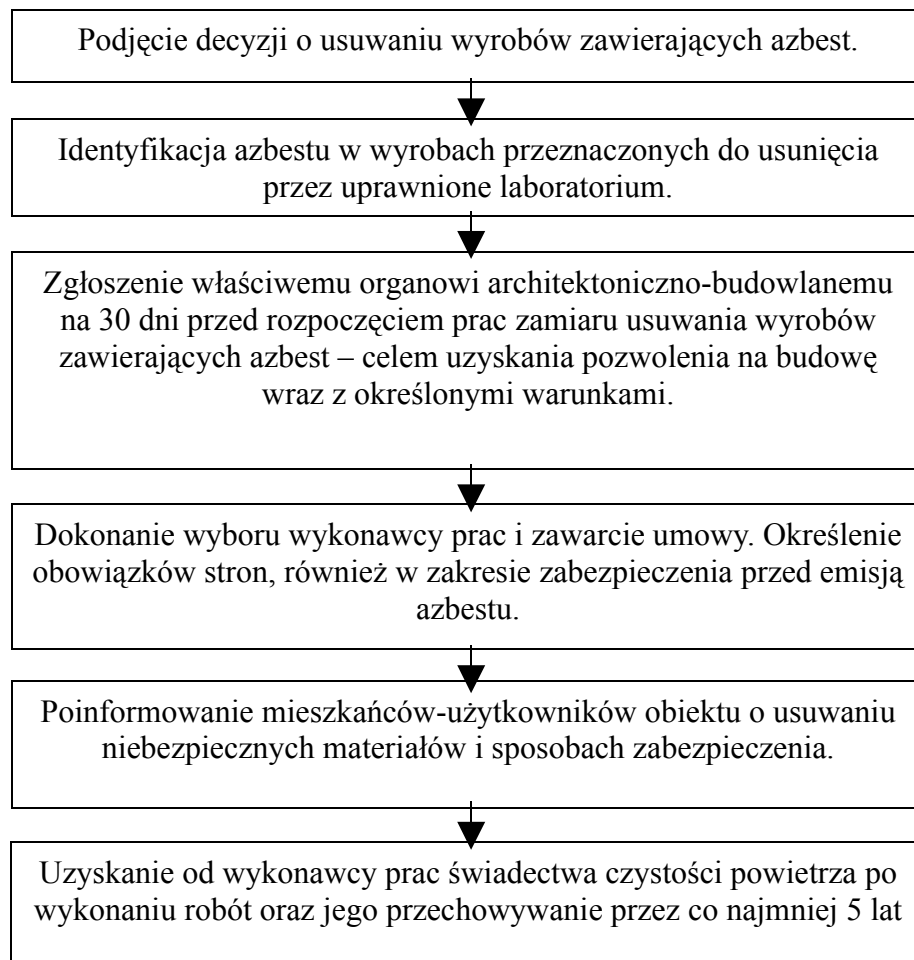 Podjęcie decyzji o usuwaniu wyrobów zawierających azbest.
Identyfikacja azbestu w wyrobach przeznaczonych do usunięcia
przez uprawnione laboratorium.
Zgłoszenie właściwemu organowi architektoniczno-budowlanemu
na 30 dni przed rozpoczęciem prac zamiaru usuwania wyrobów
zawierających azbest – celem uzyskania pozwolenia na budowę
wraz z określonymi warunkami.
Dokonanie wyboru wykonawcy prac i zawarcie umowy. Określenie
obowiązków stron, również w zakresie zabezpieczenia przed emisją
azbestu.
Poinformowanie mieszkańców-użytkowników obiektu o usuwaniu
niebezpiecznych materiałów i sposobach zabezpieczenia.
Uzyskanie od wykonawcy prac świadectwa czystości powietrza po
wykonaniu robót oraz jego przechowywanie przez co najmniej 5 lat